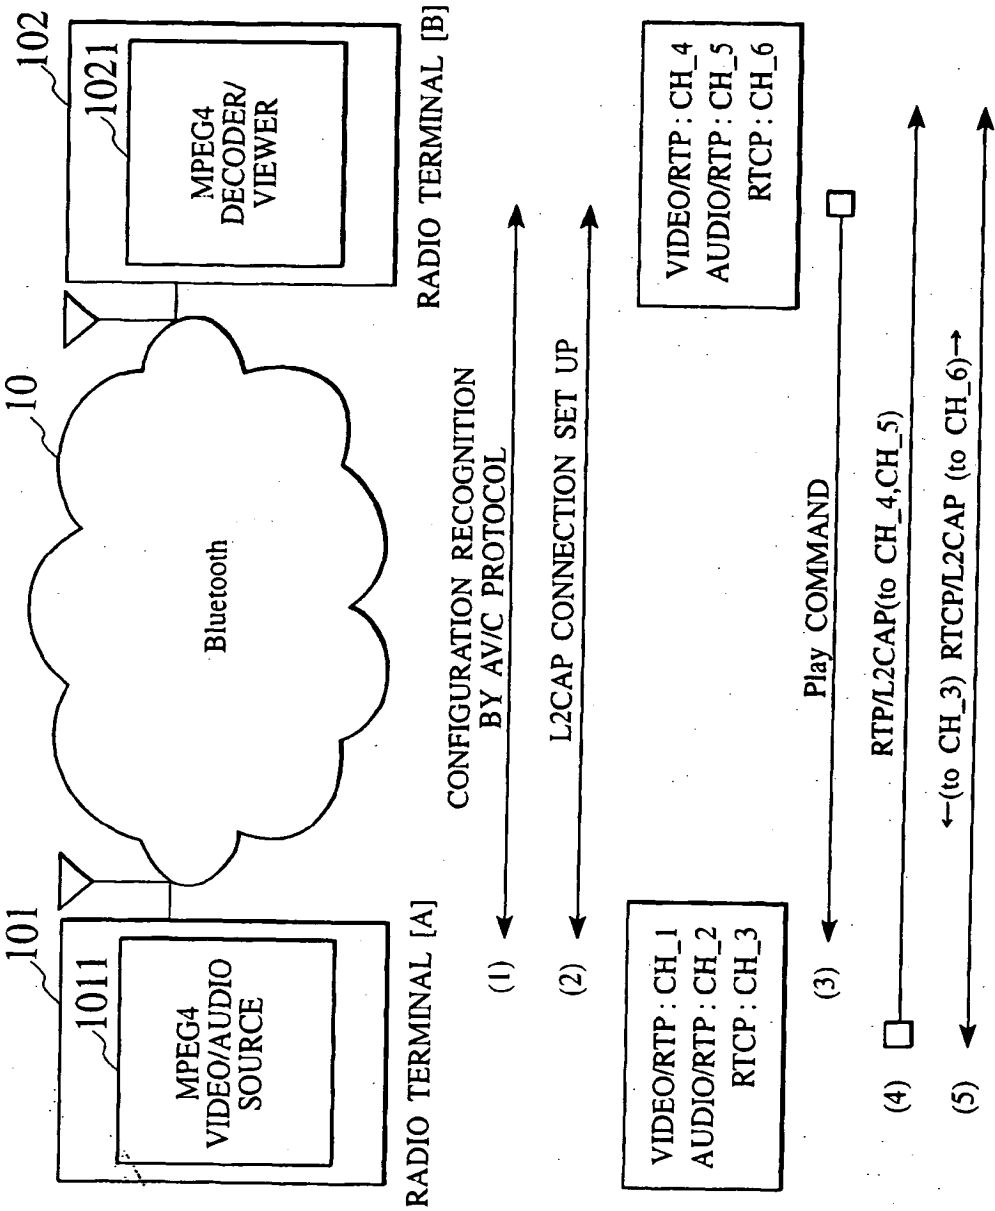 101
1011
MPEG4
VIDEO/AUDIO
SOURCE
RADIO TERMINAL [A]
10
Bluetooth
102
1021
MPEG4
DECODER/
VIEWER
RADIO TERMINAL [B]
(1)
CONFIGURATION RECOGNITION
BY AV/C PROTOCOL
(2)
L2CAP CONNECTION SET UP
VIDEO/RTP : CH_1
AUDIO/RTP : CH_2
RTCP : CH_3
VIDEO/RTP : CH_4
AUDIO/RTP : CH_5
RTCP : CH_6
(3)
Play COMMAND
(4)
RTP/L2CAP(to CH_4,CH_5)
(5)
←(to CH_3) RTCP/L2CAP (to CH_6)→